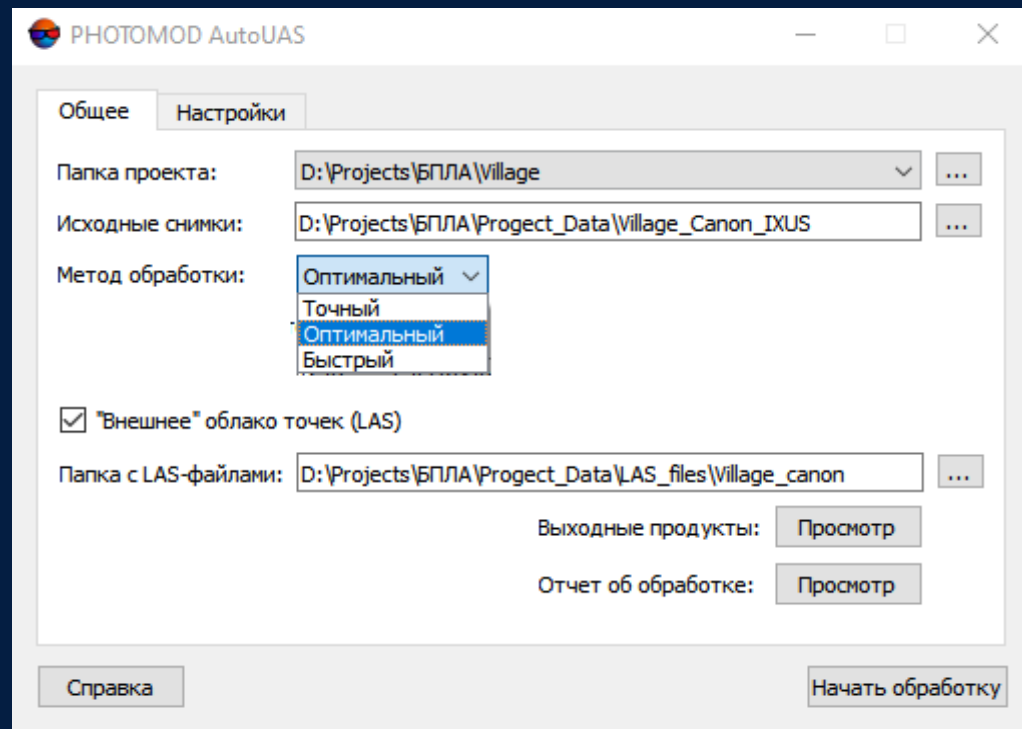 PHOTOMOD AutoUAS
Общее Настройки
Папка проекта: D:\Projects\БПЛА\Village ...
Исходные снимки: D:\Projects\БПЛА\Progect_Data\Village_Canon_IXUS ...
Метод обработки: Оптимальный
Точный
Оптимальный
Быстрый
"Внешнее" облако точек (LAS)
Папка с LAS-файлами: D:\Projects\БПЛА\Progect_Data\LAS_files\Village_canon ...
Выходные продукты: Просмотр
Отчет об обработке: Просмотр
Справка Начать обработку